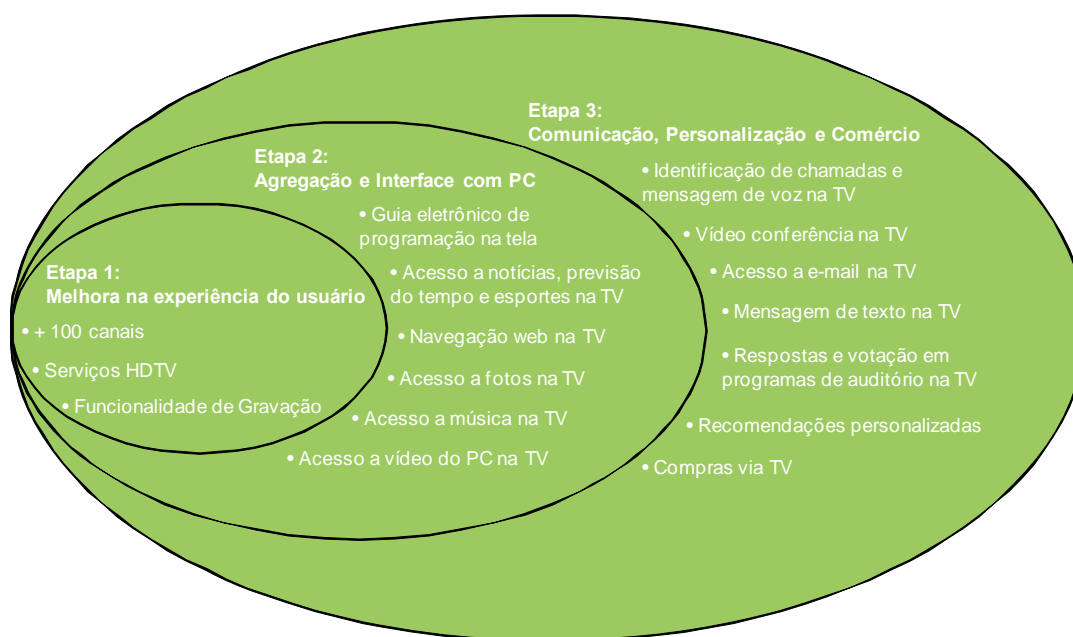 Etapa 1:
Melhora na experiência do usuário
• + 100 canais
• Serviços HDTV
• Funcionalidade de Gravação
Etapa 2:
Agregação e Interface com PC
• Guia eletrônico de
programação na tela
• Acesso a notícias, previsão
do tempo e esportes na TV
• Navegação web na TV
• Acesso a fotos na TV
• Acesso a música na TV
• Acesso a vídeo do PC na TV
Etapa 3:
Comunicação, Personalização e Comércio
• Identificação de chamadas e
mensagem de voz na TV
• Vídeo conferência na TV
• Acesso a e-mail na TV
• Mensagem de texto na TV
• Respostas e votação em
programas de auditório na TV
• Recomendações personalizadas
• Compras via TV